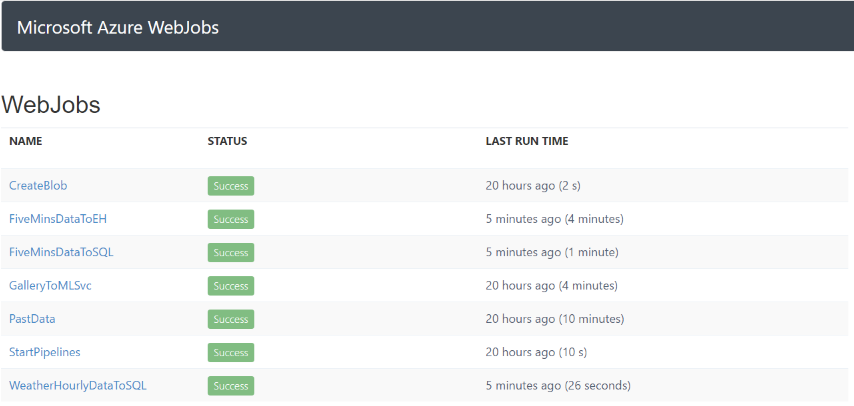 Microsoft Azure WebJobs
WebJobs
NAME STATUS LAST RUN TIME
CreateBlob Success 20 hours ago (2 s)
FiveMinsDataToEH Success 5 minutes ago (4 minutes)
FiveMinsDataToSQL Success 5 minutes ago (1 minute)
GalleryToMLSvc Success 20 hours ago (4 minutes)
PastData Success 20 hours ago (10 minutes)
StartPipelines Success 20 hours ago (10 s)
WeatherHourlyDataToSQL Success 5 minutes ago (26 seconds)